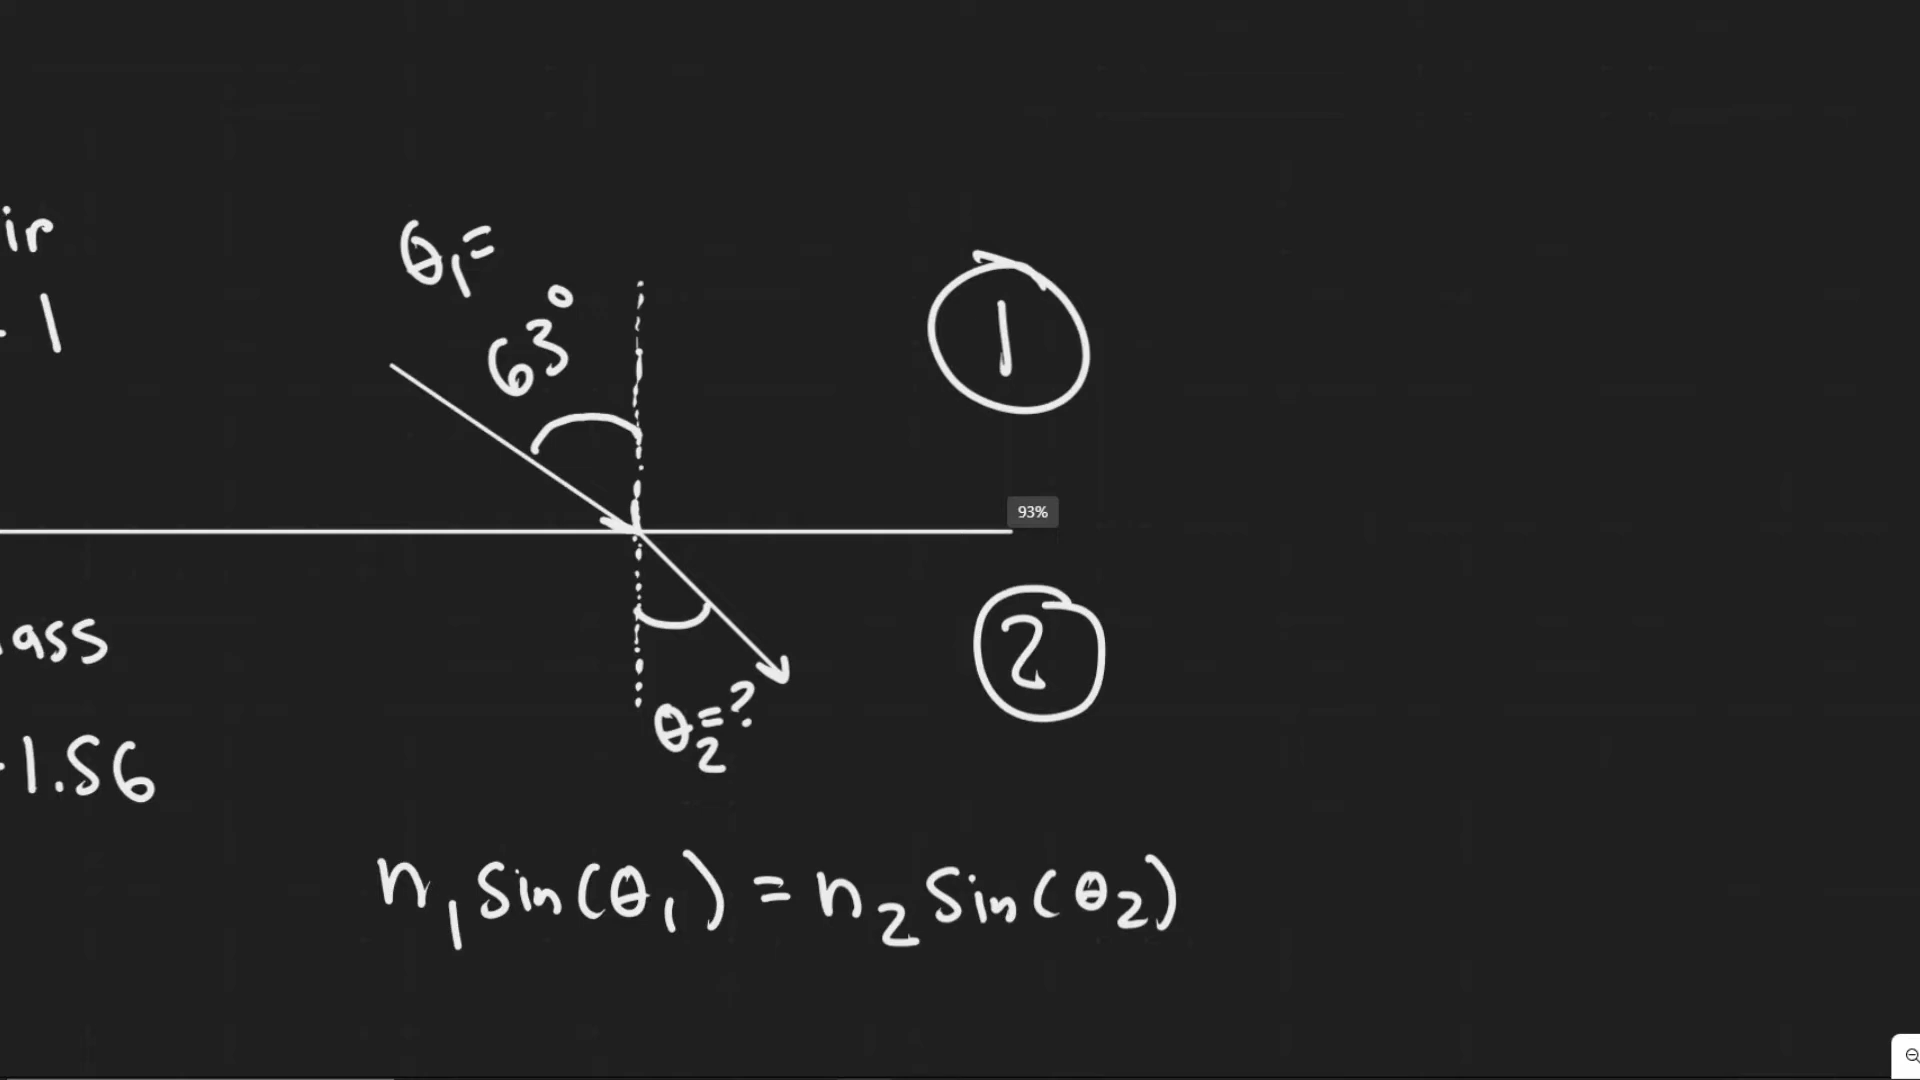 ir
1
θ₁=
63°
1
93%
ass
1.56
2
θ₂=?
n₁ sin(θ₁) = n₂ sin(θ₂)